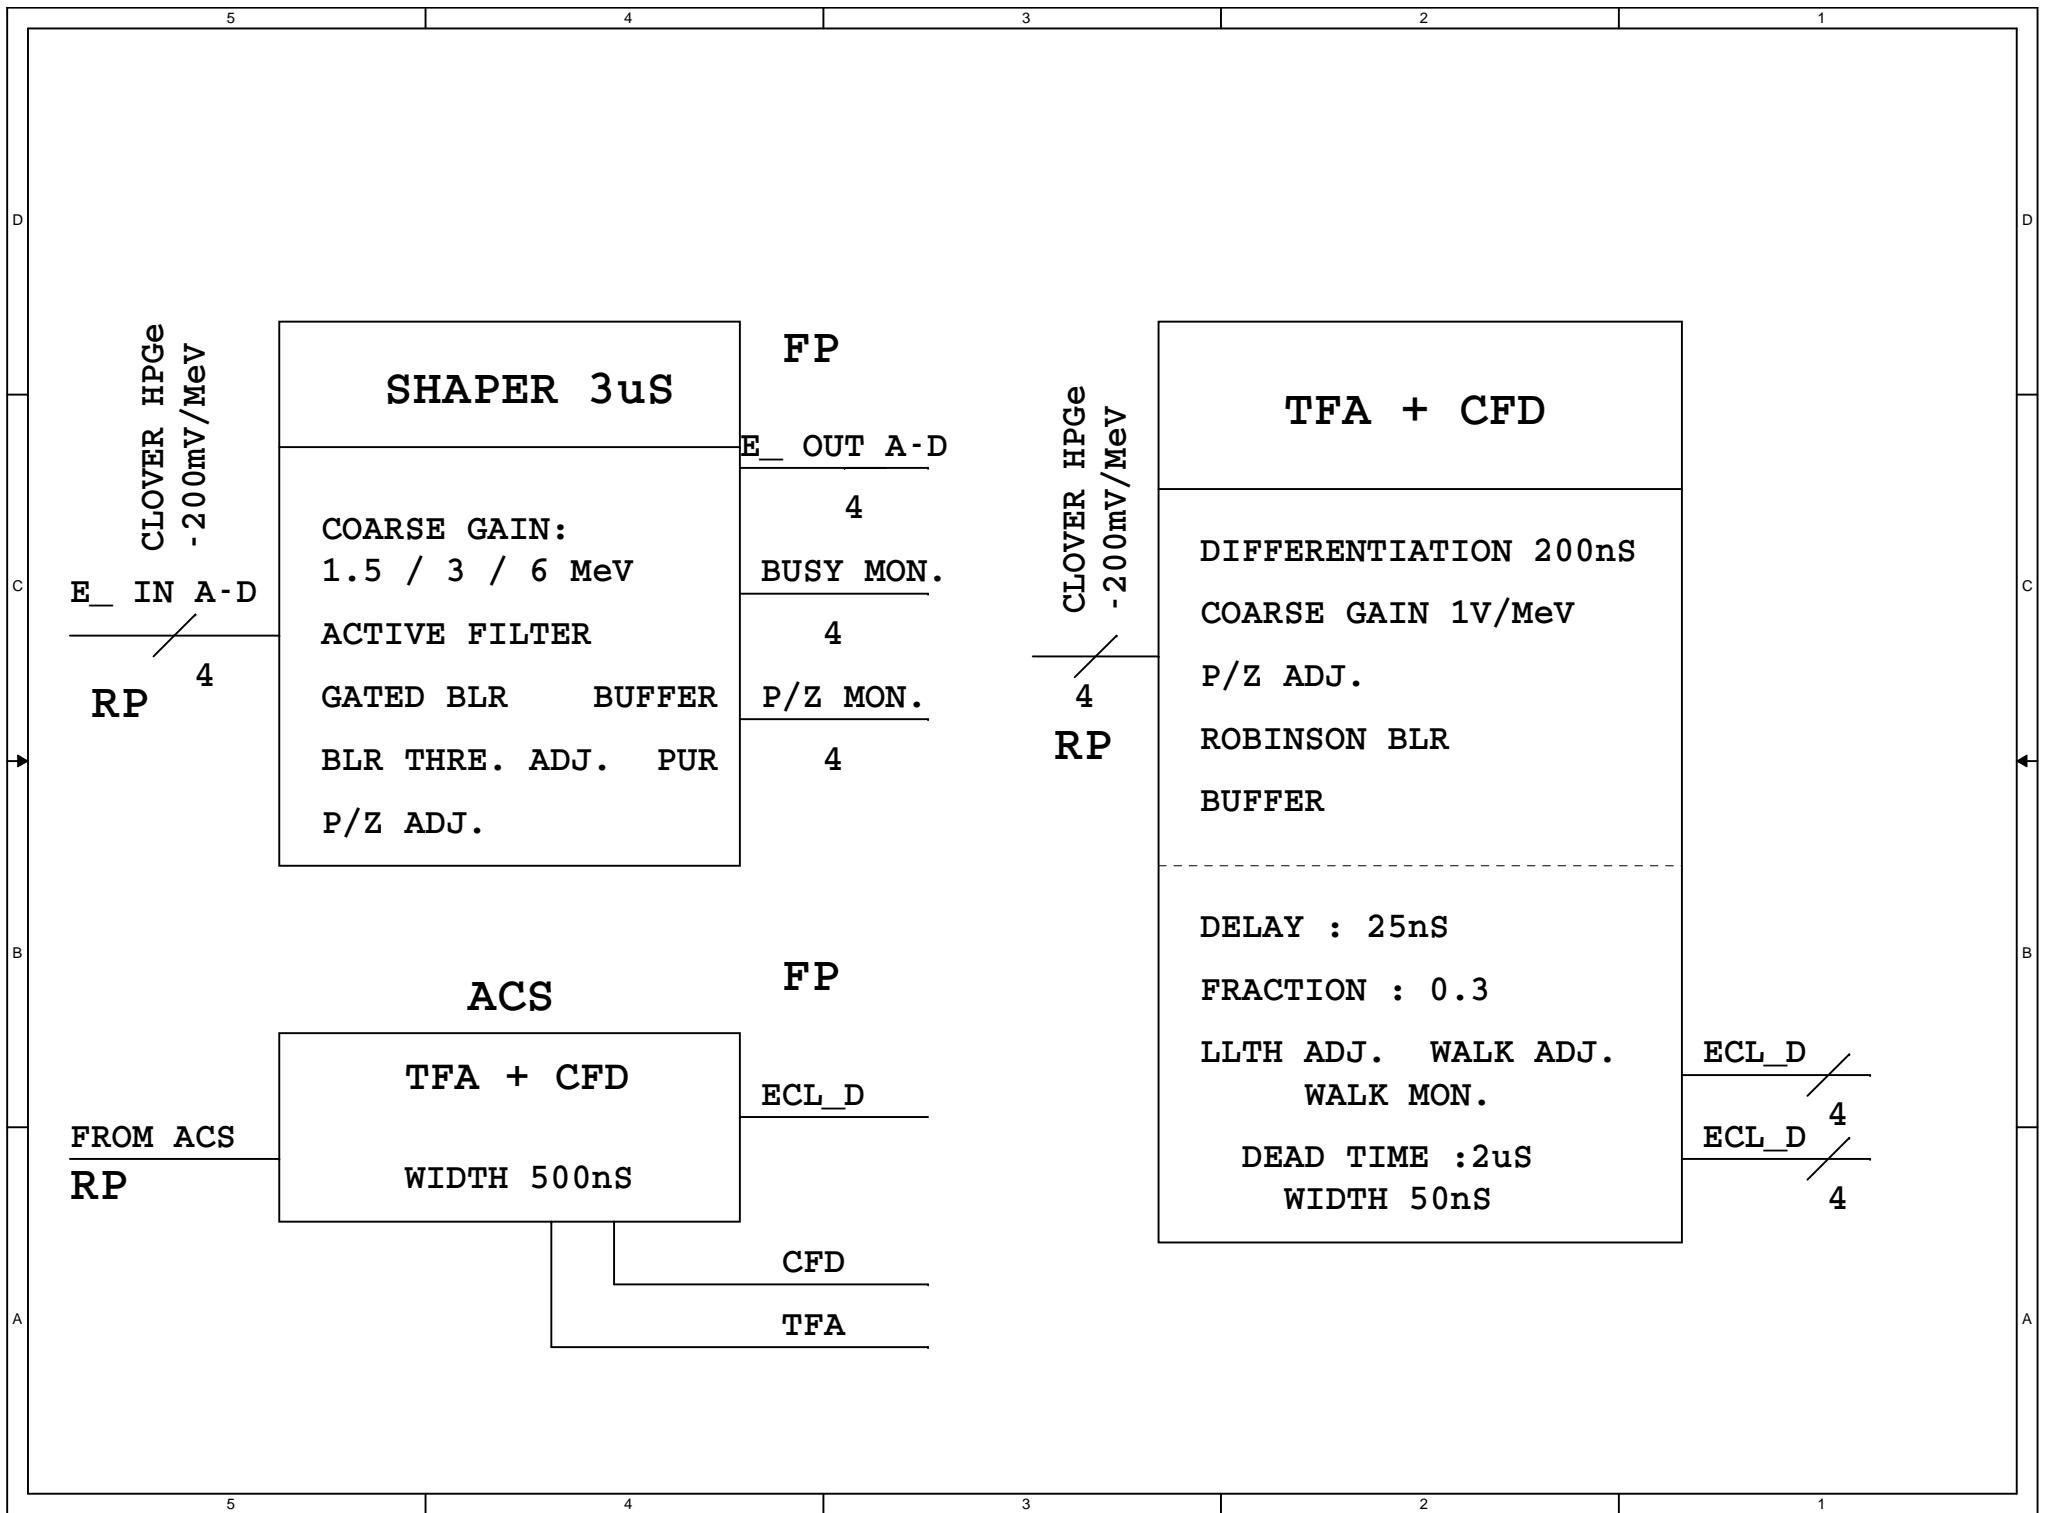 5 4 3 2 1
D D
CLOVER HPGe
-200mV/MeV
SHAPER 3uS
FP
E_ OUT A-D
4
COARSE GAIN:
1.5 / 3 / 6 MeV
BUSY MON.
C C
E_ IN A-D
ACTIVE FILTER
4
4
RP
GATED BLR BUFFER
P/Z MON.
BLR THRE. ADJ. PUR
4
P/Z ADJ.
CLOVER HPGe
-200mV/MeV
4
RP
TFA + CFD
DIFFERENTIATION 200nS
COARSE GAIN 1V/MeV
P/Z ADJ.
ROBINSON BLR
BUFFER
DELAY : 25nS
FRACTION : 0.3
LLTH ADJ. WALK ADJ.
WALK MON.
DEAD TIME :2uS
WIDTH 50nS
ECL_D
4
ECL_D
4
B B
ACS
FP
TFA + CFD
ECL_D
FROM ACS
RP
WIDTH 500nS
CFD
TFA
A A
5 4 3 2 1